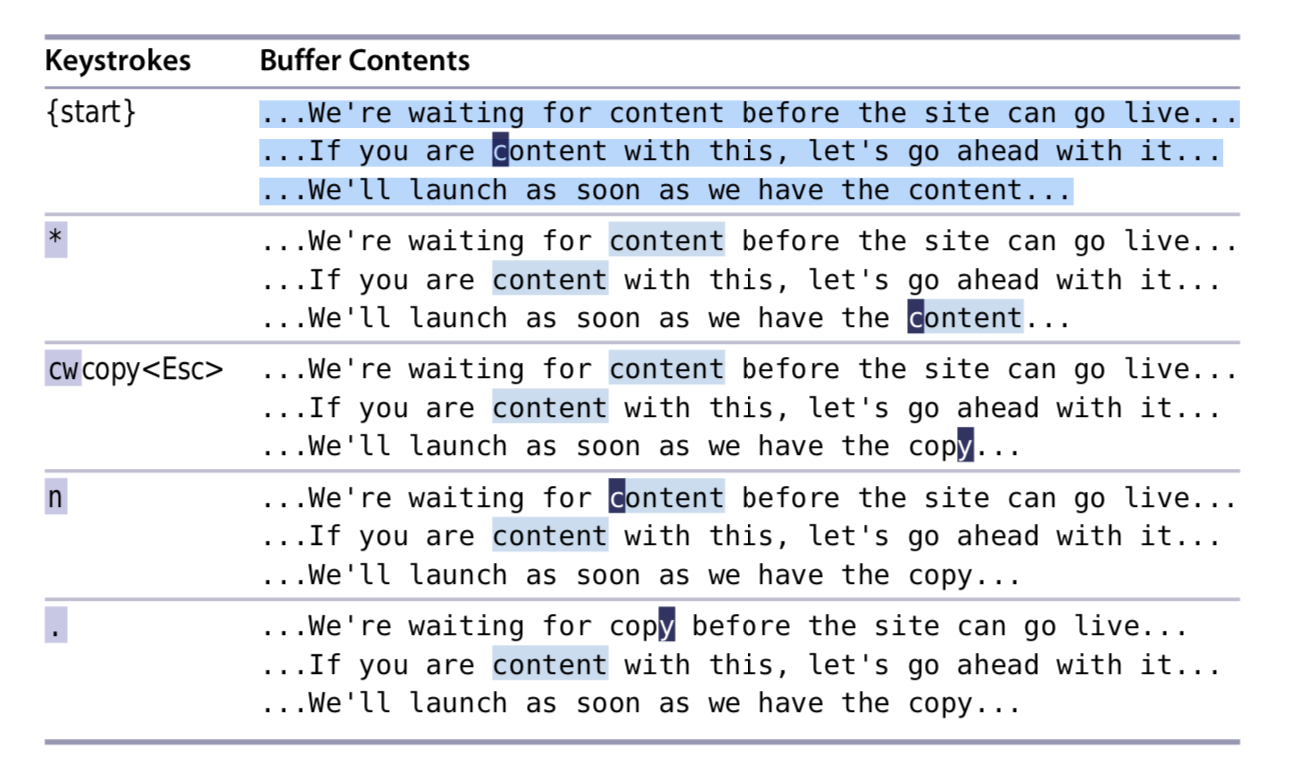 Keystrokes Buffer Contents
{start} ...We're waiting for content before the site can go live...
...If you are content with this, let's go ahead with it...
...We'll launch as soon as we have the content...
* ...We're waiting for content before the site can go live...
...If you are content with this, let's go ahead with it...
...We'll launch as soon as we have the content...
cwcopy<Esc> ...We're waiting for content before the site can go live...
...If you are content with this, let's go ahead with it...
...We'll launch as soon as we have the copy...
n ...We're waiting for content before the site can go live...
...If you are content with this, let's go ahead with it...
...We'll launch as soon as we have the copy...
. ...We're waiting for copy before the site can go live...
...If you are content with this, let's go ahead with it...
...We'll launch as soon as we have the copy...